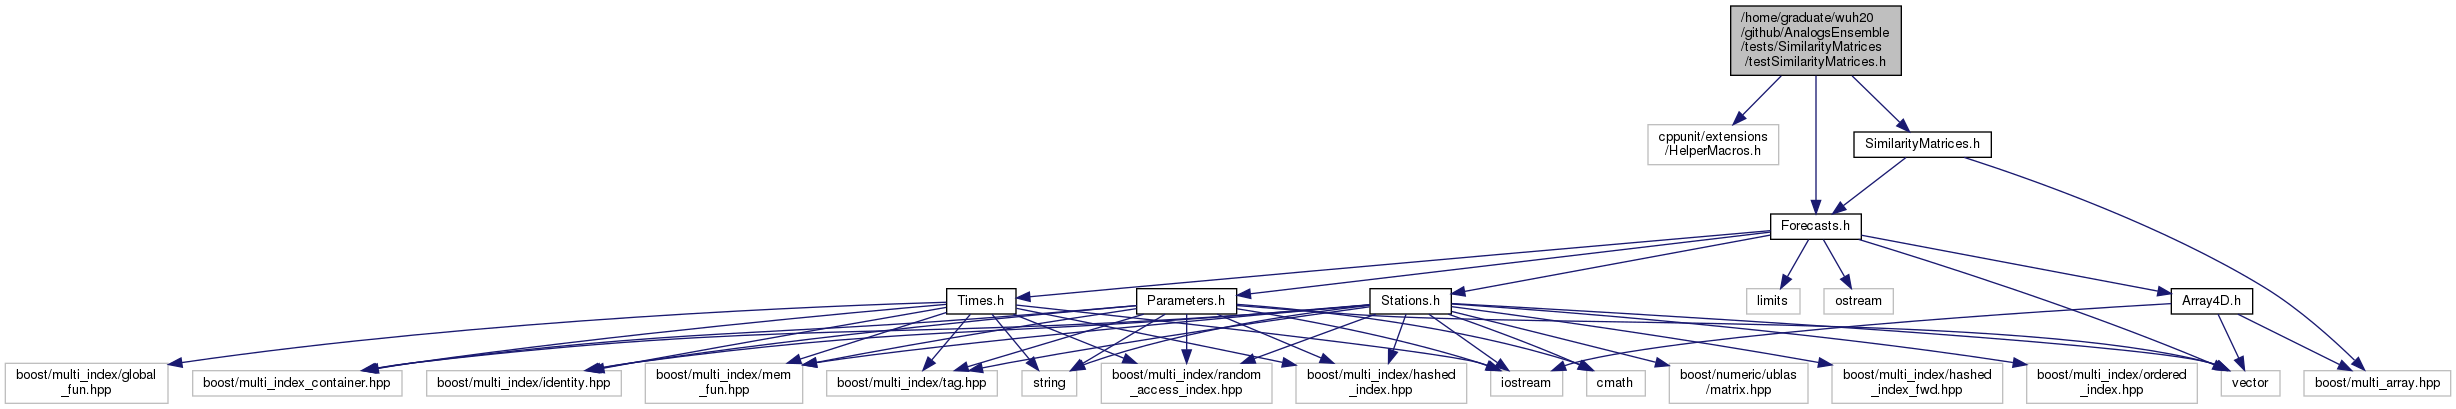 /home/graduate/wuh20
/github/AnalogsEnsemble
/tests/SimilarityMatrices
/testSimilarityMatrices.h
cppunit/extensions
/HelperMacros.h
SimilarityMatrices.h
Forecasts.h
Times.h
Parameters.h
Stations.h
limits
ostream
Array4D.h
boost/multi_index/global
_fun.hpp
boost/multi_index_container.hpp
boost/multi_index/identity.hpp
boost/multi_index/mem
_fun.hpp
boost/multi_index/tag.hpp
string
boost/multi_index/random
_access_index.hpp
boost/multi_index/hashed
_index.hpp
iostream
cmath
boost/numeric/ublas
/matrix.hpp
boost/multi_index/hashed
_index_fwd.hpp
boost/multi_index/ordered
_index.hpp
vector
boost/multi_array.hpp